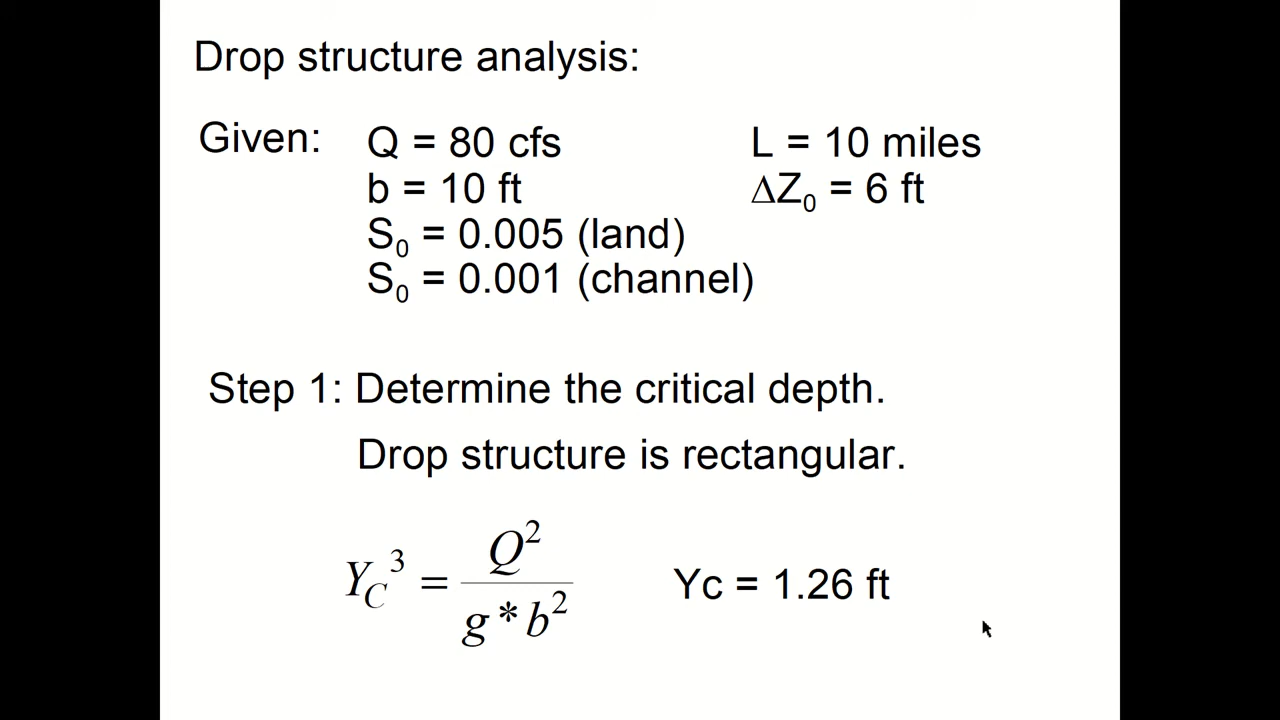 Drop structure analysis:
Given: Q = 80 cfs L = 10 miles
b = 10 ft ΔZ₀ = 6 ft
S₀ = 0.005 (land)
S₀ = 0.001 (channel)
Step 1: Determine the critical depth.
Drop structure is rectangular.
Y_C³ = Q² / g * b² Yc = 1.26 ft